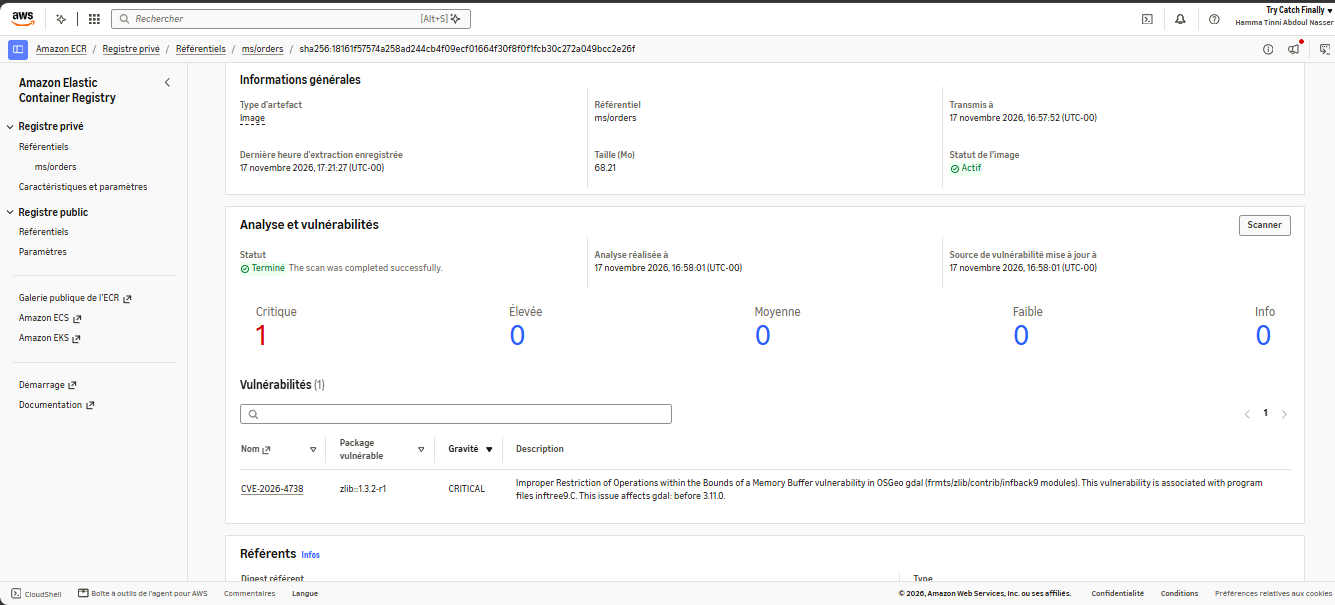 aws
Rechercher [Alt+S]
Try Catch Finally ▾
Hamma Tinni Abdoul Nasser
Amazon ECR / Registre privé / Référentiels / ms/orders / sha256:18161f57574a258ad244cb4f09ecf01664f30f8f0f1fcb30c272a049bcc2e26f
Amazon Elastic
Container Registry
Registre privé
Référentiels
ms/orders
Caractéristiques et paramètres
Registre public
Référentiels
Paramètres
Galerie publique de l'ECR
Amazon ECS
Amazon EKS
Démarrage
Documentation
Informations générales
Type d'artefact
Image
Référentiel
ms/orders
Transmis à
17 novembre 2026, 16:57:52 (UTC-00)
Dernière heure d'extraction enregistrée
17 novembre 2026, 17:21:27 (UTC-00)
Taille (Mo)
68.21
Statut de l'image
Actif
Analyse et vulnérabilités
Scanner
Statut
Terminé The scan was completed successfully.
Analyse réalisée à
17 novembre 2026, 16:58:01 (UTC-00)
Source de vulnérabilité mise à jour à
17 novembre 2026, 16:58:01 (UTC-00)
Critique
1
Élevée
0
Moyenne
0
Faible
0
Info
0
Vulnérabilités (1)
1
Nom
Package
vulnérable
Gravité
Description
CVE-2026-4738
zlib::1.3.2-r1
CRITICAL
Improper Restriction of Operations within the Bounds of a Memory Buffer vulnerability in OSGeo gdal (frmts/zlib/contrib/infback9 modules). This vulnerability is associated with program
files inftree9.C. This issue affects gdal: before 3.11.0.
Référents Infos
Digest référent
Type
CloudShell
Boîte à outils de l'agent pour AWS
Commentaires
Langue
© 2026, Amazon Web Services, Inc. ou ses affiliés.
Confidentialité
Conditions
Préférences relatives aux cookies